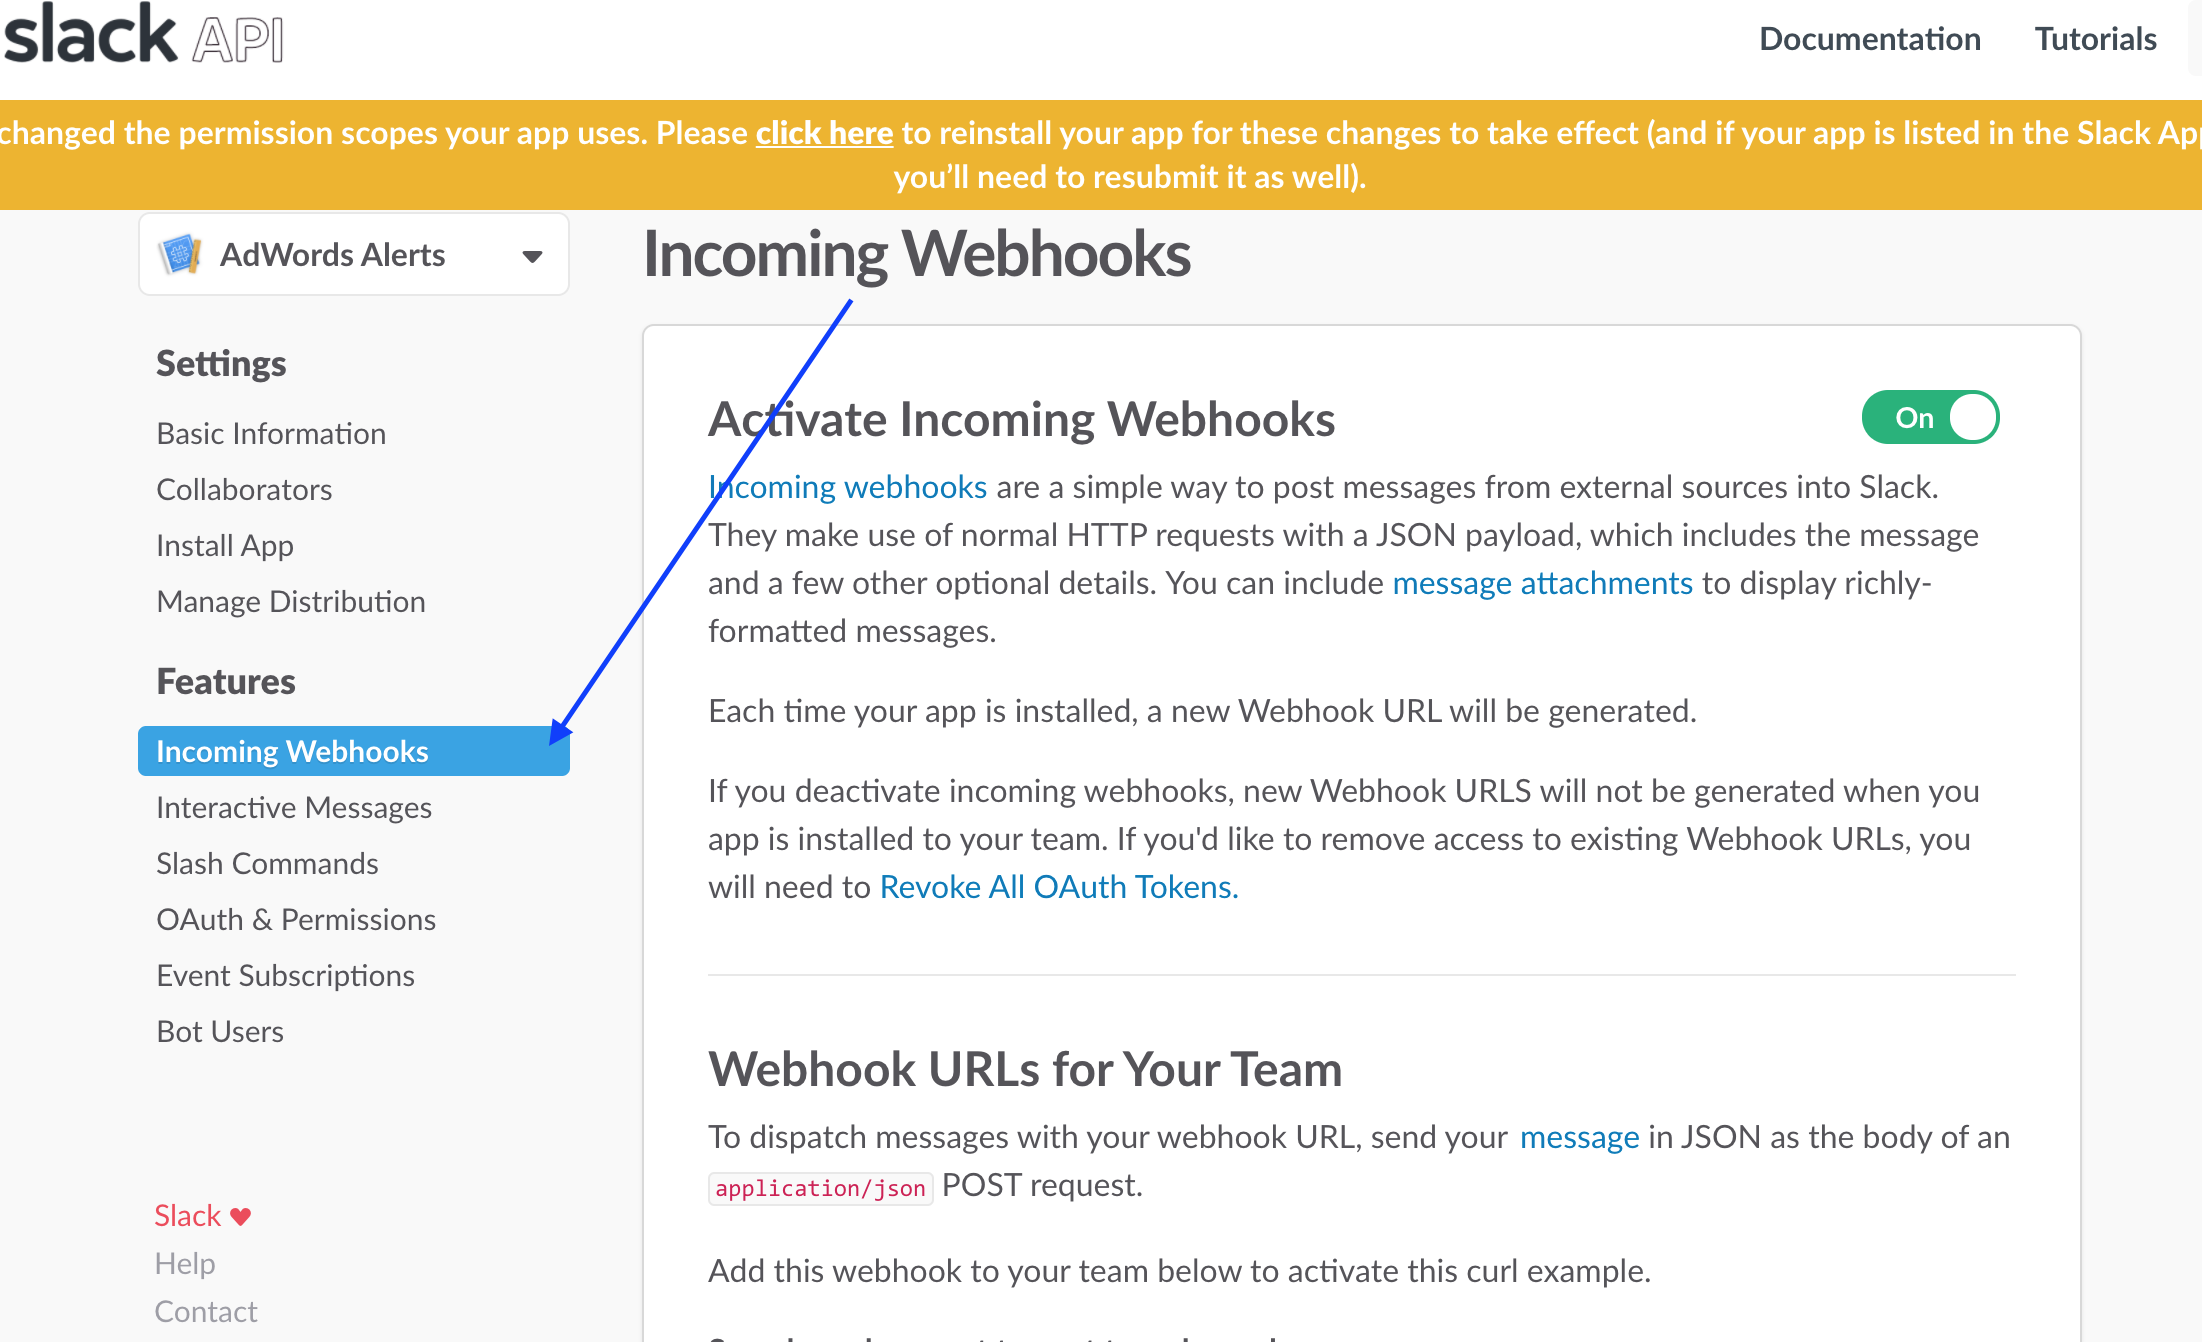 slack API
Documentation
Tutorials
changed the permission scopes your app uses. Please click here to reinstall your app for these changes to take effect (and if your app is listed in the Slack
you’ll need to resubmit it as well).
AdWords Alerts
Settings
Basic Information
Collaborators
Install App
Manage Distribution
Features
Incoming Webhooks
Interactive Messages
Slash Commands
OAuth & Permissions
Event Subscriptions
Bot Users
Slack ♥
Help
Contact
Incoming Webhooks
Activate Incoming Webhooks
On
Incoming webhooks are a simple way to post messages from external sources into Slack.
They make use of normal HTTP requests with a JSON payload, which includes the message
and a few other optional details. You can include message attachments to display richly-
formatted messages.
Each time your app is installed, a new Webhook URL will be generated.
If you deactivate incoming webhooks, new Webhook URLS will not be generated when you
app is installed to your team. If you'd like to remove access to existing Webhook URLs, you
will need to Revoke All OAuth Tokens.
Webhook URLs for Your Team
To dispatch messages with your webhook URL, send your message in JSON as the body of an
application/json POST request.
Add this webhook to your team below to activate this curl example.